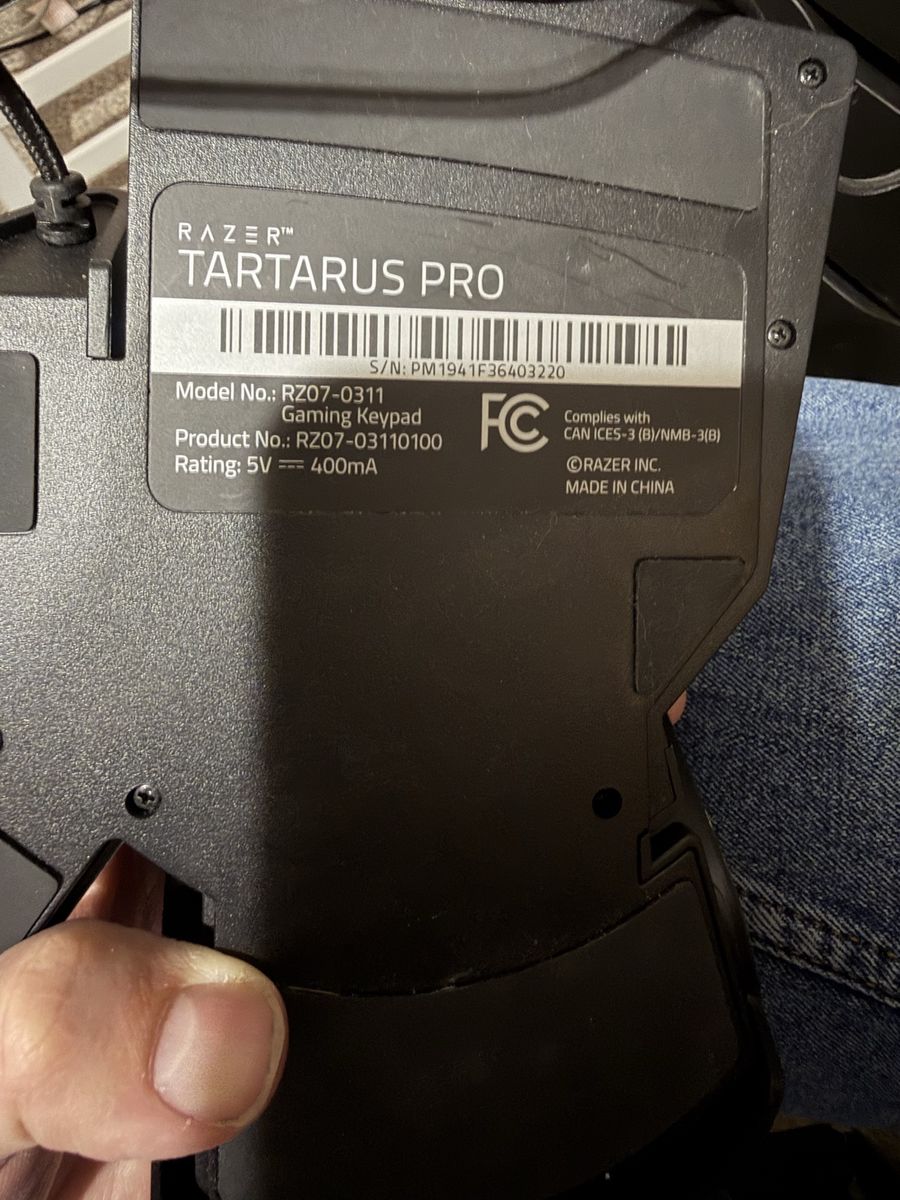 RAZER™
TARTARUS PRO
S/N: PM1941F36403220
Model No.: RZ07-0311
Gaming Keypad
Product No.: RZ07-03110100
Rating: 5V ⎓ 400mA
FC
Complies with
CAN ICES-3 (B)/NMB-3(B)
©RAZER INC.
MADE IN CHINA